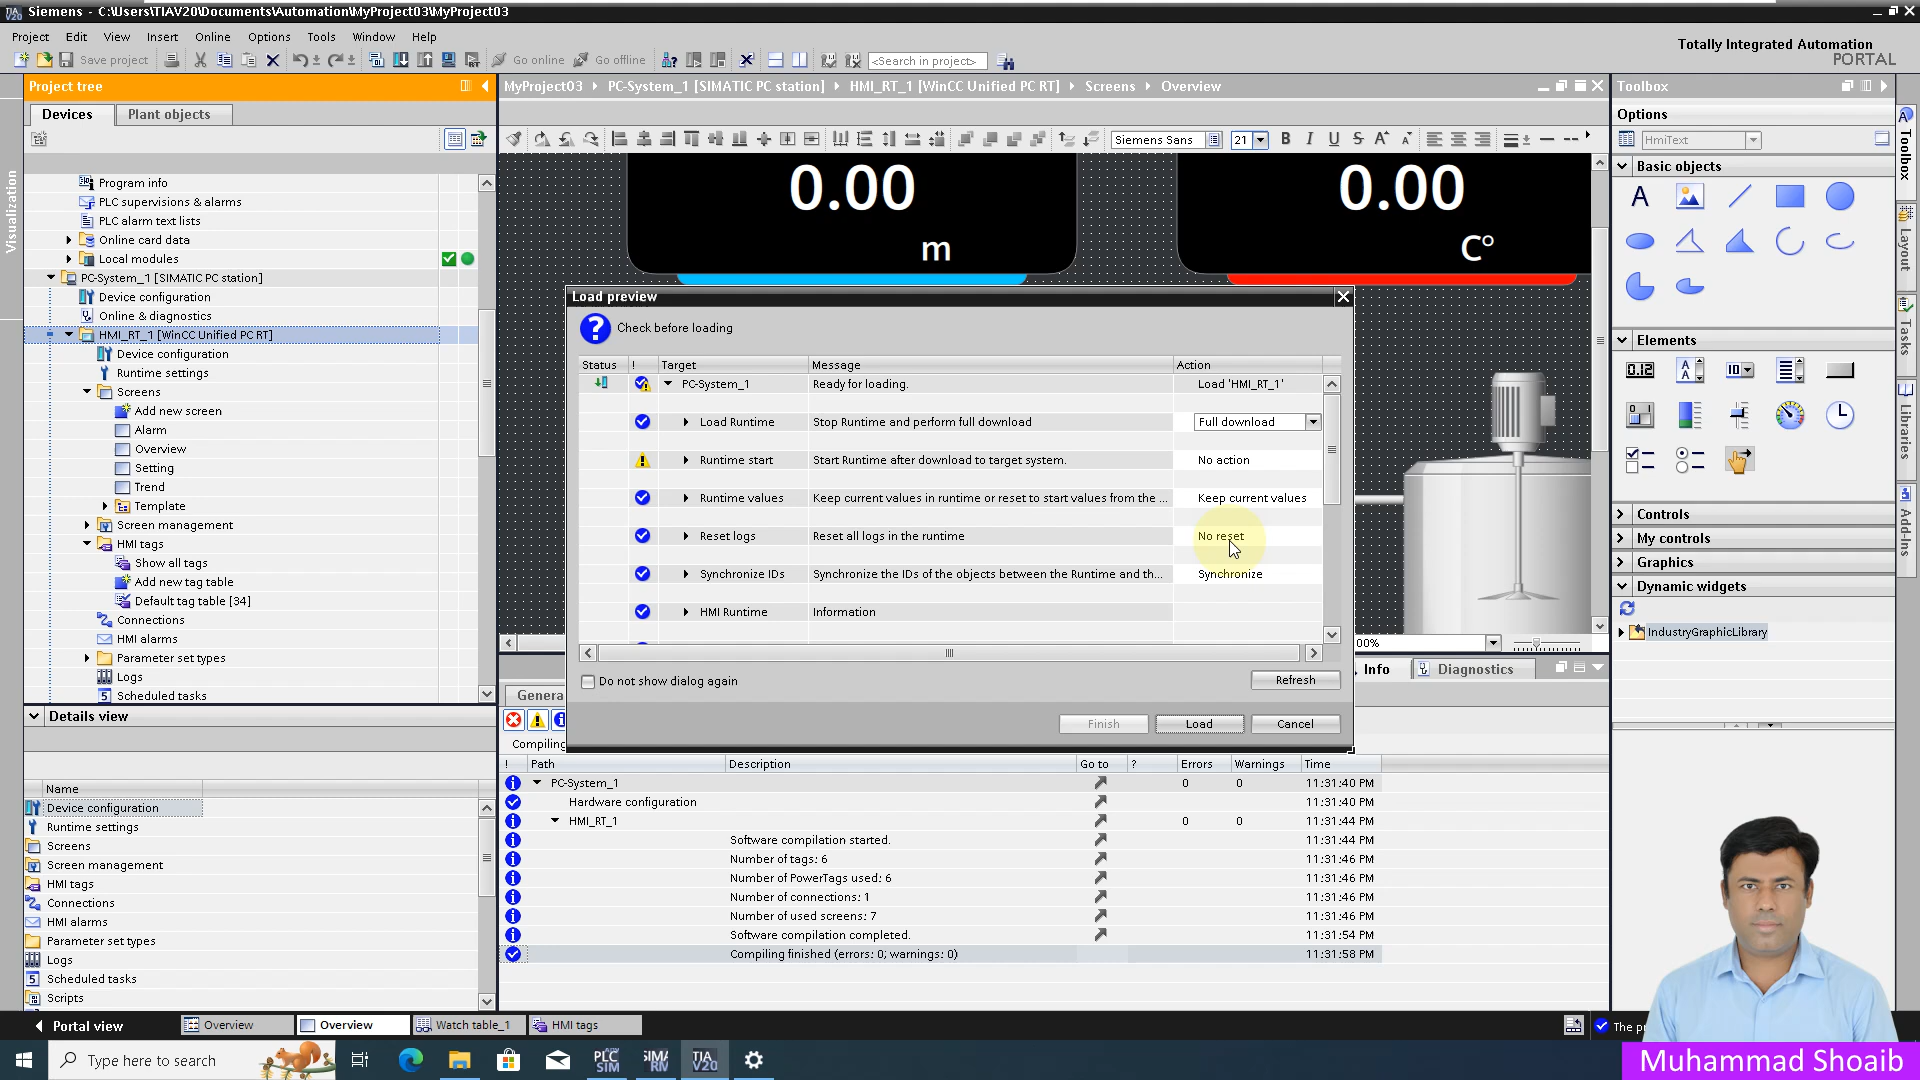 Siemens - C:\Users\TIAV20\Documents\Automation\MyProject03\MyProject03
Project Edit View Insert Online Options Tools Window Help
Totally Integrated Automation
PORTAL
Save project
Go online
Go offline
<Search in project>
Project tree
MyProject03 PC-System_1 [SIMATIC PC station] HMI_RT_1 [WinCC Unified PC RT] Screens Overview
Toolbox
Devices
Plant objects
Options
Siemens Sans
21
HmiText
Visualization
Program info
PLC supervisions & alarms
PLC alarm text lists
Online card data
Local modules
PC-System_1 [SIMATIC PC station]
Device configuration
Online & diagnostics
HMI_RT_1 [WinCC Unified PC RT]
Device configuration
Runtime settings
Screens
Add new screen
Alarm
Overview
Setting
Trend
Template
Screen management
HMI tags
Show all tags
Add new tag table
Default tag table [34]
Connections
HMI alarms
Parameter set types
Logs
Scheduled tasks
0.00
m
0.00
C°
Load preview
Check before loading
Status ! Target Message Action
PC-System_1 Ready for loading. Load 'HMI_RT_1'
Load Runtime Stop Runtime and perform full download Full download
Runtime start Start Runtime after download to target system. No action
Runtime values Keep current values in runtime or reset to start values from the ... Keep current values
Reset logs Reset all logs in the runtime No reset
Synchronize IDs Synchronize the IDs of the objects between the Runtime and th... Synchronize
HMI Runtime Information
Do not show dialog again
Refresh
Finish
Load
Cancel
00%
Basic objects
Elements
Controls
My controls
Graphics
Dynamic widgets
IndustryGraphicLibrary
Toolbox
Layout
Tasks
Libraries
Add-Ins
Info
Diagnostics
Genera
Compiling
! Path Description Go to ? Errors Warnings Time
PC-System_1 0 0 11:31:40 PM
Hardware configuration 11:31:40 PM
HMI_RT_1 0 0 11:31:44 PM
Software compilation started. 11:31:44 PM
Number of tags: 6 11:31:46 PM
Number of PowerTags used: 6 11:31:46 PM
Number of connections: 1 11:31:46 PM
Number of used screens: 7 11:31:46 PM
Software compilation completed. 11:31:54 PM
Compiling finished (errors: 0; warnings: 0) 11:31:58 PM
Details view
Name
Device configuration
Runtime settings
Screens
Screen management
HMI tags
Connections
HMI alarms
Parameter set types
Logs
Scheduled tasks
Scripts
Portal view
Overview
Overview
Watch table_1
HMI tags
The p
Type here to search
PLC SIM
SIMA RM
TIA V20
Muhammad Shoaib